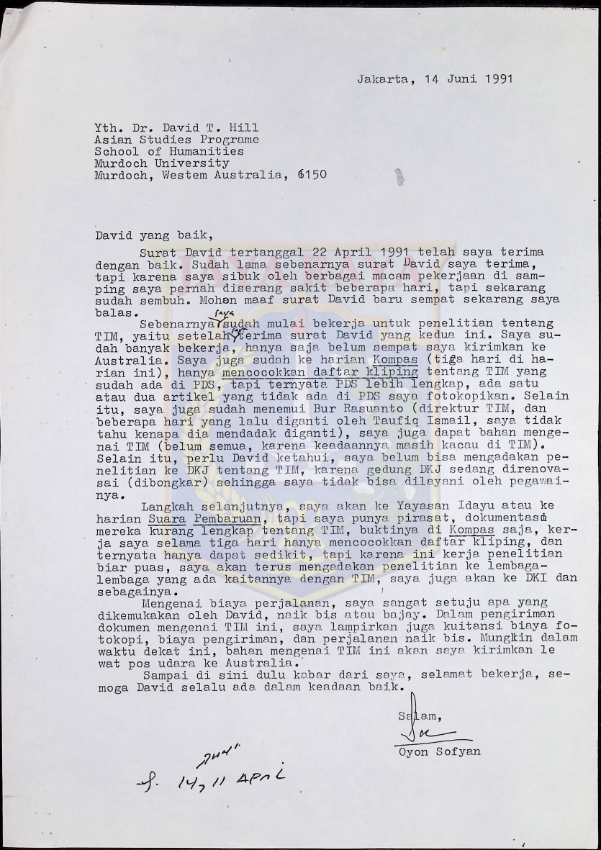 Jakarta, 14 Juni 1991
Yth. Dr. David T. Hill
Asian Studies Programe
School of Humanities
Murdoch University
Murdoch, Westem Australia, 6150
David yang baik,
Surat David tertanggal 22 April 1991 telah saya terima
dengan baik. Sudah lama sebenarnya surat David saya terima,
tapi karena saya sibuk oleh berbagai macam pekerjaan di sam-
ping saya pernah diserang sakit beberapa hari, tapi sekarang
sudah sembuh. Mohon maaf surat David baru sempat sekarang saya
balas.
Sebenarnya saya sudah mulai bekerja untuk penelitian tentang
TIM, yaitu setelah terima surat David yang kedua ini. Saya su-
dah banyak bekerja, hanya saja belum sempat saya kirimkan ke
Australia. Saya juga sudah ke harian Kompas (tiga hari di ha-
rian ini), hanya mencocokkan daftar kliping tentang TIM yang
sudah ada di PDS, tapi ternyata PDS lebih lengkap, ada satu
atau dua artikel yang tidak ada di PDS saya fotokopikan. Selain
itu, saya juga sudah menemui Bur Rasuanto (direktur TIM, dan
beberapa hari yang lalu diganti oleh Taufiq Ismail, saya tidak
tahu kenapa dia mendadak diganti), saya juga dapat bahan menge-
nai TIM (belum semua, karena keadaannya masih kacau di TIM).
Selain itu, perlu David ketahui, saya belum bisa mengadakan pe-
nelitian ke DKJ tentang TIM, karena gedung DKJ sedang direnova-
sai (dibongkar) sehingga saya tidak bisa dilayani oleh pegawai-
nya.
Langkah selanjutnya, saya akan ke Yayasan Idayu atau ke
harian Suara Pembaruan, tapi saya punya pirasat, dokumentasi
mereka kurang lengkap tentang TIM, buktinya di Kompas saja, ker-
ja saya selama tiga hari hanya mencocokkan daftar kliping, dan
ternyata hanya dapat sedikit, tapi karena ini kerja penelitian
biar puas, saya akan terus mengadakan penelitian ke lembaga-
lembaga yang ada kaitannya dengan TIM, saya juga akan ke DKI dan
sebagainya.
Mengenai biaya perjalanan, saya sangat setuju apa yang
dikemukakan oleh David, naik bis atau bajay. Dalam pengiriman
dokumen mengenai TIM ini, saya lampirkan juga kuitansi biaya fo-
tokopi, biaya pengiriman, dan perjalanan naik bis. Mungkin dalam
waktu dekat ini, bahan mengenai TIM ini akan saya kirimkan le
wat pos udara ke Australia.
Sampai di sini dulu kabar dari saya, selamat bekerja, se-
moga David selalu ada dalam keadaan baik.
Salam,
Oyon Sofyan
April